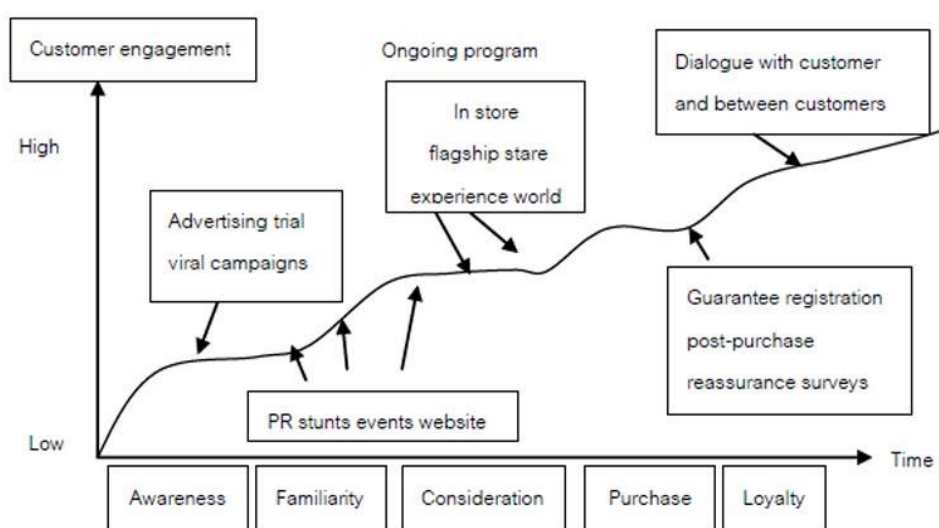 Customer engagement
Ongoing program
Dialogue with customer
and between customers
In store
flagship stare
experience world
High
Advertising trial
viral campaigns
Guarantee registration
post-purchase
reassurance surveys
PR stunts events website
Low
Time
Awareness
Familiarity
Consideration
Purchase
Loyalty